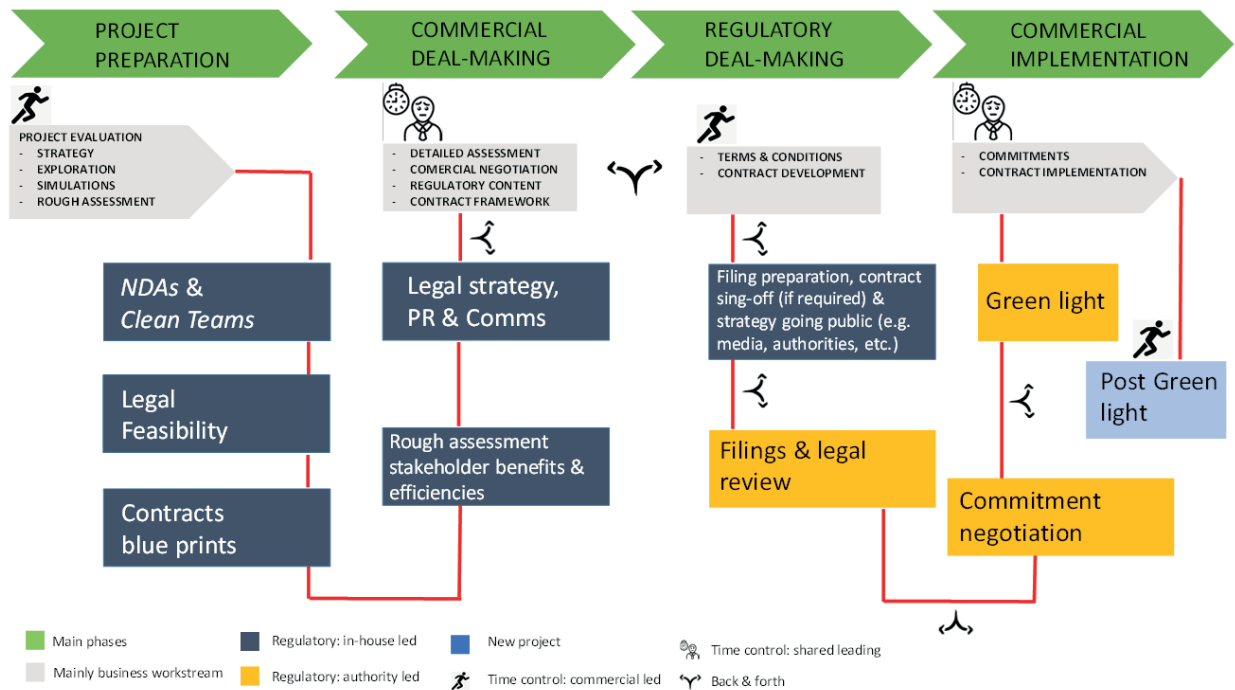 PROJECT
PREPARATION
COMMERCIAL
DEAL-MAKING
REGULATORY
DEAL-MAKING
COMMERCIAL
IMPLEMENTATION
PROJECT EVALUATION
- STRATEGY
- EXPLORATION
- SIMULATIONS
- ROUGH ASSESSMENT
- DETAILED ASSESSMENT
- COMERCIAL NEGOTIATION
- REGULATORY CONTENT
- CONTRACT FRAMEWORK
- TERMS & CONDITIONS
- CONTRACT DEVELOPMENT
- COMMITMENTS
- CONTRACT IMPLEMENTATION
NDAs &
Clean Teams
Legal
Feasibility
Contracts
blue prints
Legal strategy,
PR & Comms
Rough assessment
stakeholder benefits &
efficiencies
Filing preparation, contract
sing-off (if required) &
strategy going public (e.g.
media, authorities, etc.)
Filings & legal
review
Green light
Post Green
light
Commitment
negotiation
Main phases
Mainly business workstream
Regulatory: in-house led
Regulatory: authority led
New project
Time control: commercial led
Time control: shared leading
Back & forth